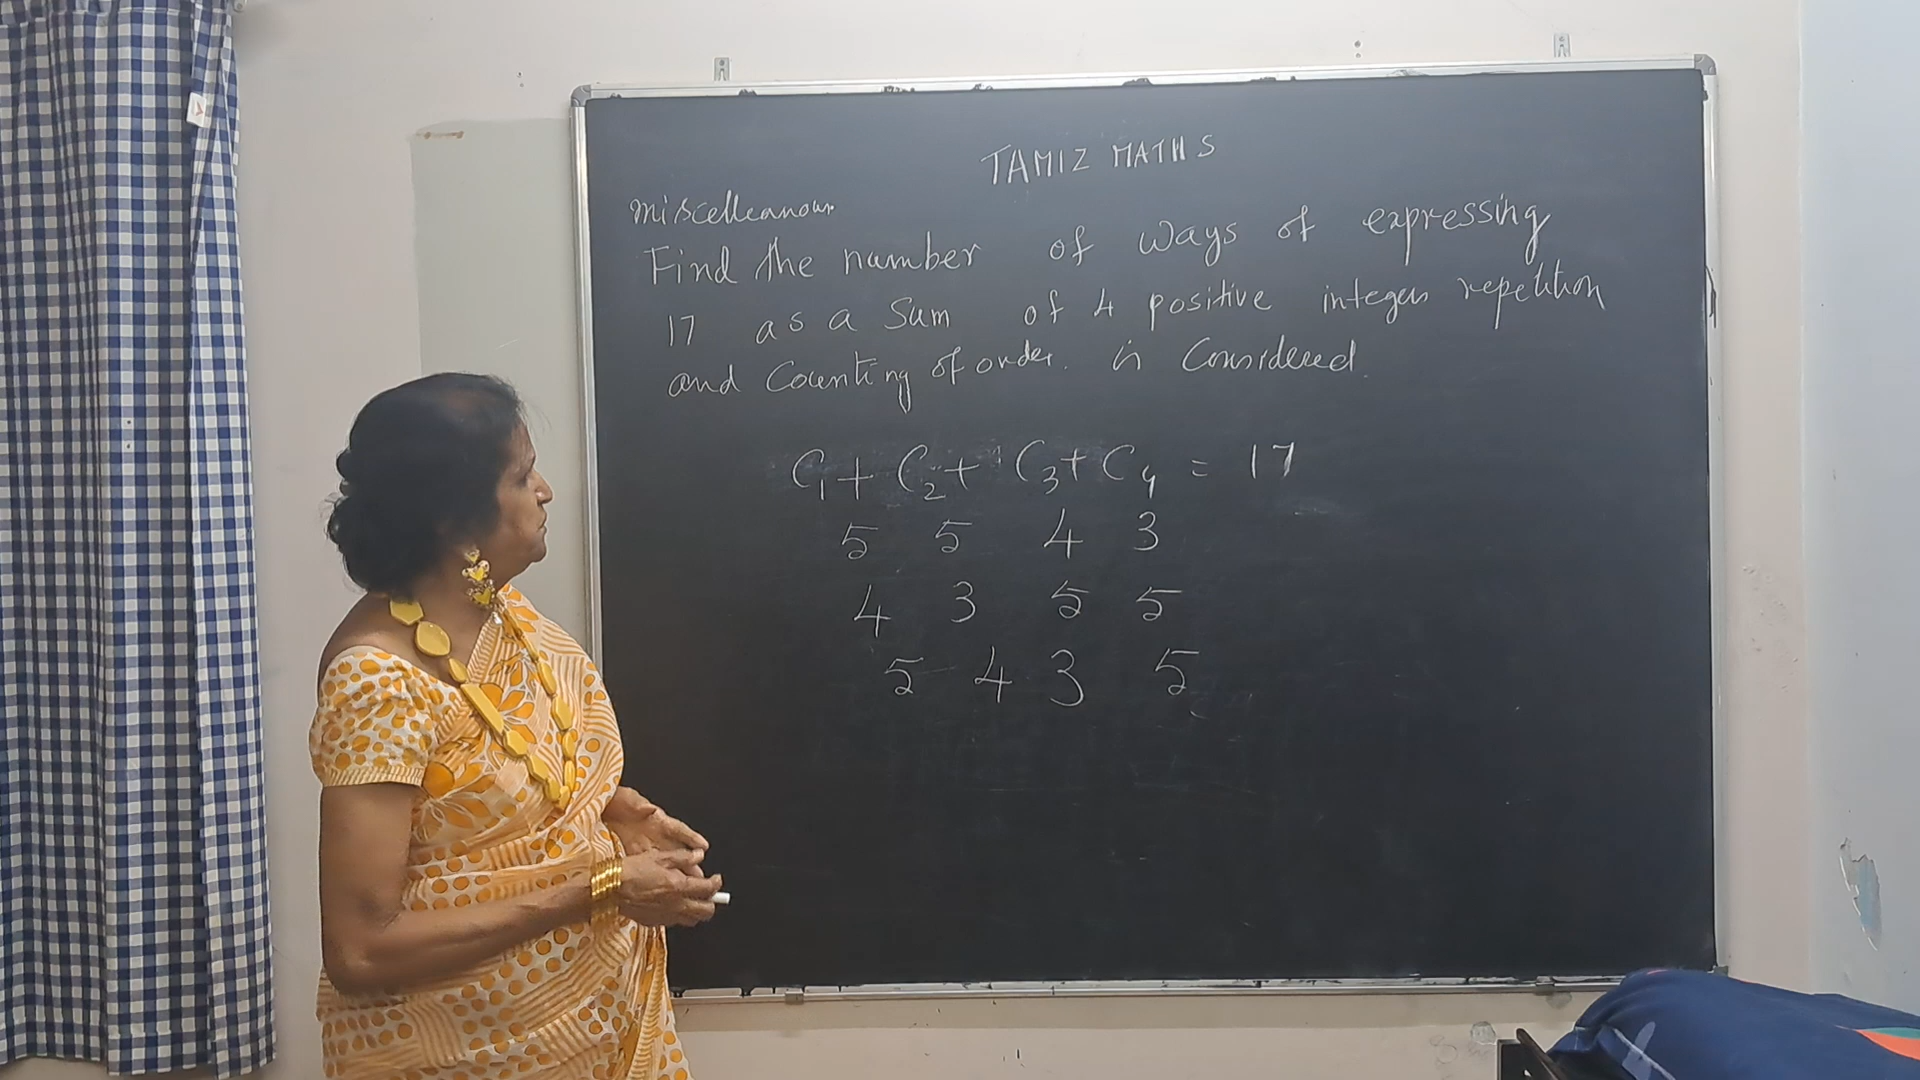 TAMIZ MATHS
Miscelleanous
Find the number of ways of expressing
17 as a sum of 4 positive integers repetition
and Counting of order. is Considered.
C₁ + C₂ + C₃ + C₄ = 17
5 5 4 3
4 3 5 5
5 4 3 5